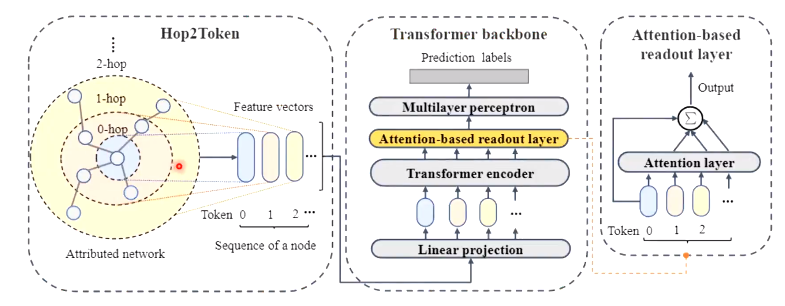 Hop2Token
2-hop
1-hop
0-hop
Feature vectors
...
Token 0 1 2 ...
Sequence of a node
Attributed network
Transformer backbone
Prediction labels
Multilayer perceptron
Attention-based readout layer
Transformer encoder
...
Linear projection
Attention-based
readout layer
Output
Σ
Attention layer
...
Token 0 1 2